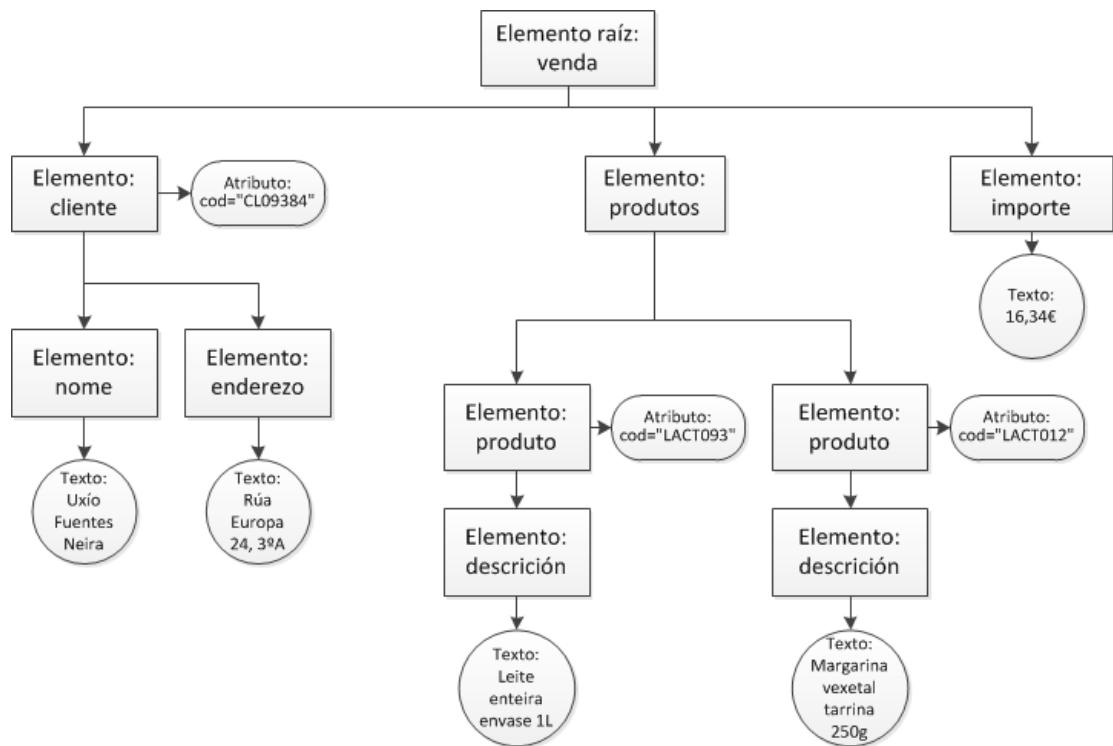 Elemento raíz:
venda
Elemento:
cliente
Atributo:
cod="CL09384"
Elemento:
produtos
Elemento:
importe
Texto:
16,34€
Elemento:
nome
Elemento:
enderezo
Elemento:
produto
Atributo:
cod="LACT093"
Elemento:
produto
Atributo:
cod="LACT012"
Texto:
Uxío
Fuentes
Neira
Texto:
Rúa
Europa
24, 3ºA
Elemento:
descrición
Elemento:
descrición
Texto:
Leite
enteira
envase 1L
Texto:
Margarina
vexetal
tarrina
250g